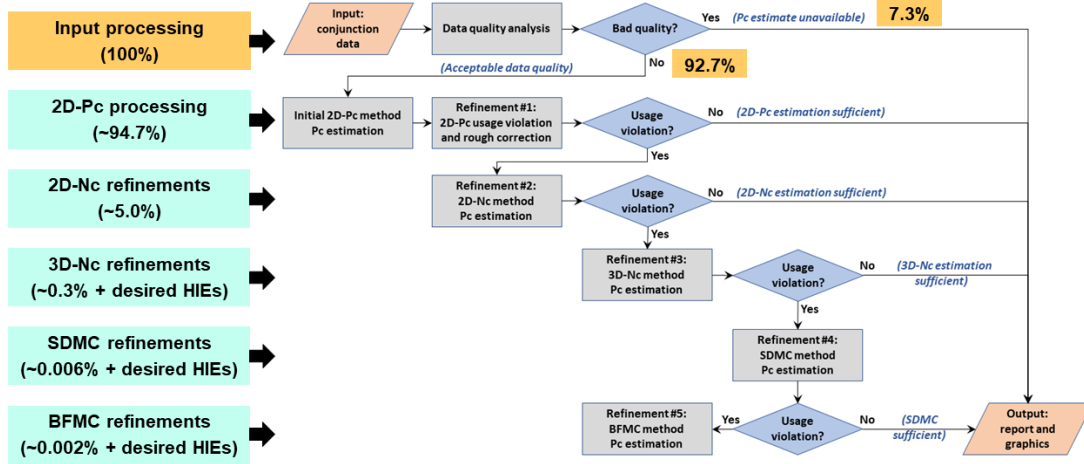 Input processing
(100%)
Input:
conjunction
data
Data quality analysis
Bad quality?
Yes
(Pc estimate unavailable)
7.3%
No
92.7%
(Acceptable data quality)
2D-Pc processing
(~94.7%)
Initial 2D-Pc method
Pc estimation
Refinement #1:
2D-Pc usage violation
and rough correction
Usage
violation?
No
(2D-Pc estimation sufficient)
Yes
2D-Nc refinements
(~5.0%)
Refinement #2:
2D-Nc method
Pc estimation
Usage
violation?
No
(2D-Nc estimation sufficient)
Yes
3D-Nc refinements
(~0.3% + desired HIEs)
Refinement #3:
3D-Nc method
Pc estimation
Usage
violation?
No
(3D-Nc estimation
sufficient)
Yes
SDMC refinements
(~0.006% + desired HIEs)
Refinement #4:
SDMC method
Pc estimation
BFMC refinements
(~0.002% + desired HIEs)
Refinement #5:
BFMC method
Pc estimation
Yes
Usage
violation?
No
(SDMC
sufficient)
Output:
report and
graphics